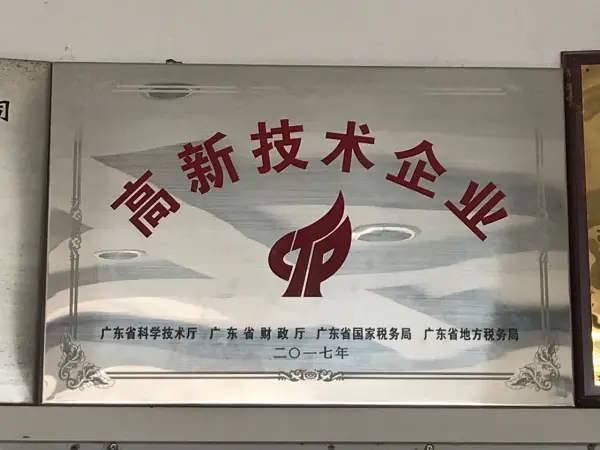 高新技术企业
广东省科学技术厅 广东省财政厅 广东省国家税务局 广东省地方税务局
二〇一七年